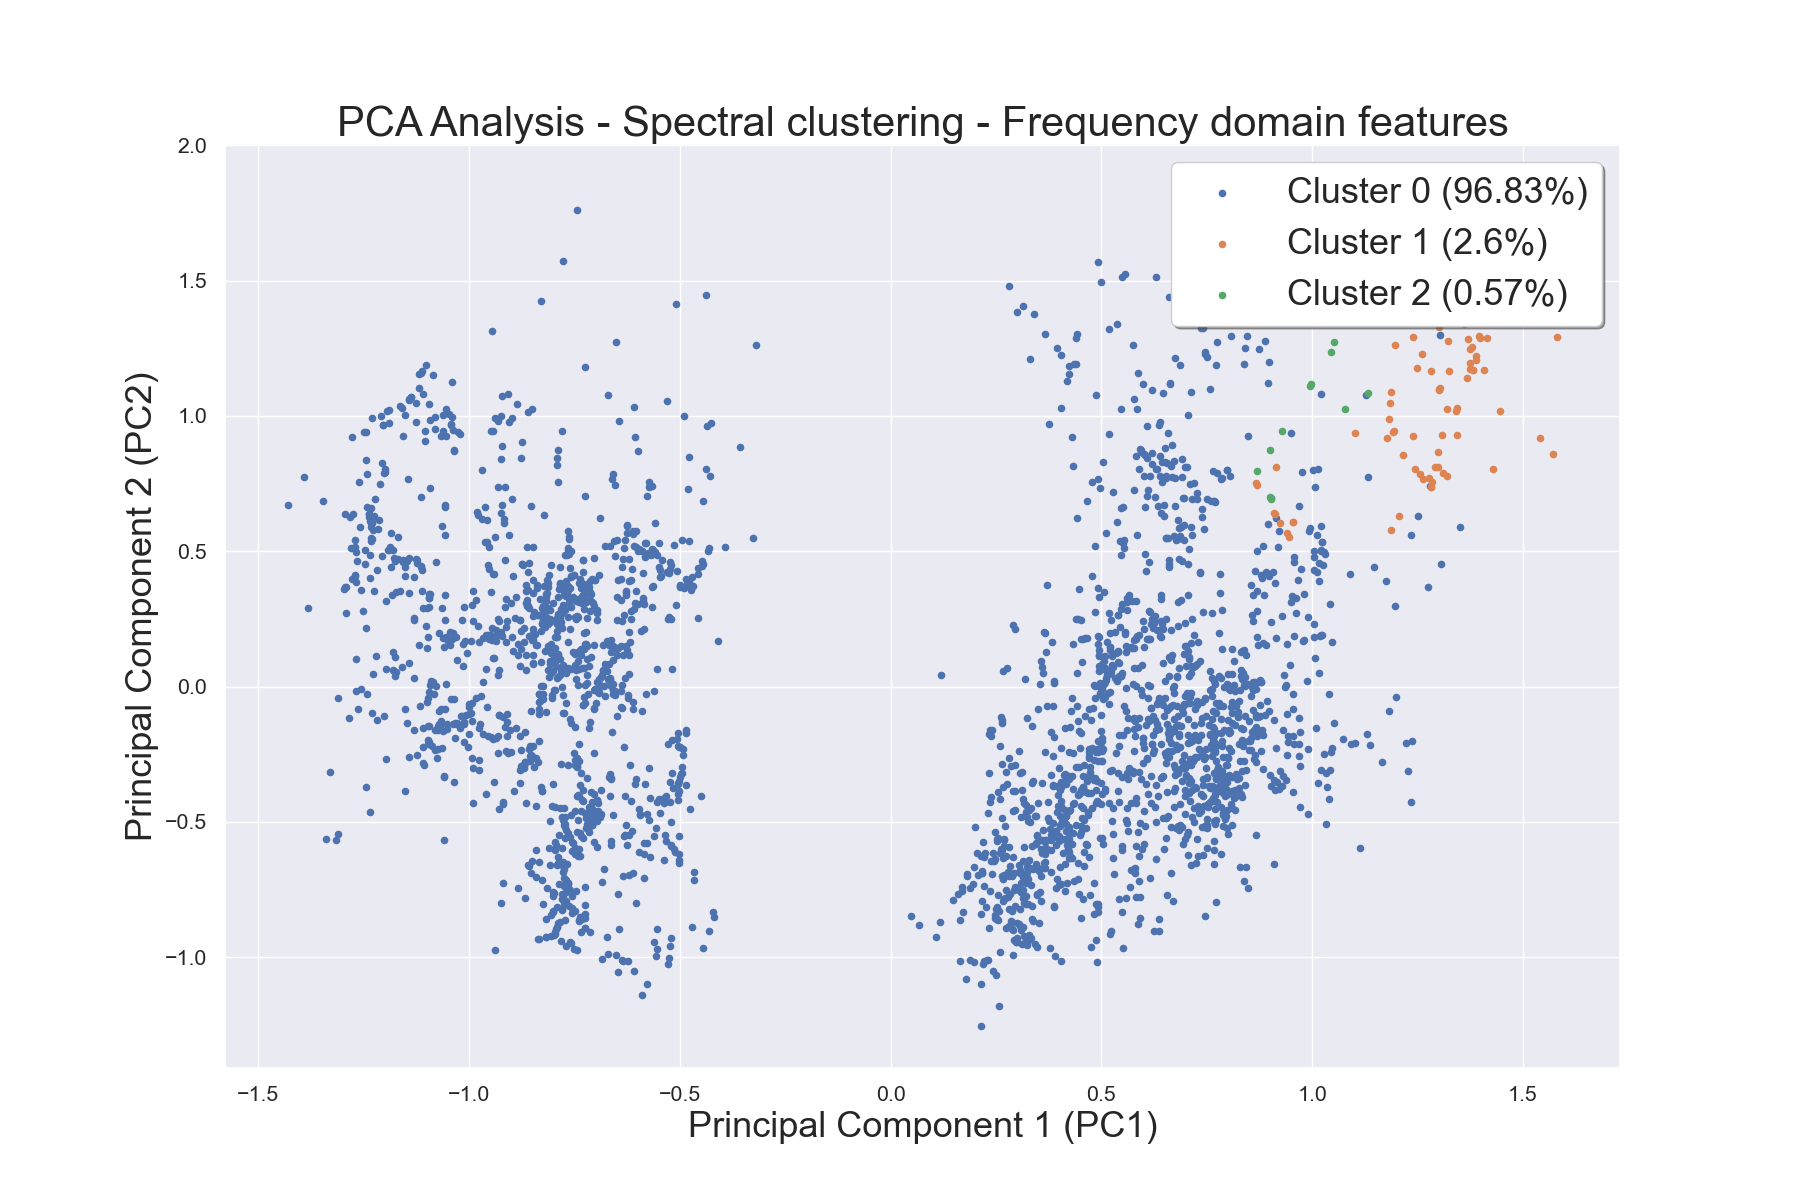 PCA Analysis - Spectral clustering - Frequency domain features
Cluster 0 (96.83%)
Cluster 1 (2.6%)
Cluster 2 (0.57%)
Principal Component 2 (PC2)
2.0
1.5
1.0
0.5
0.0
−0.5
−1.0
−1.5 −1.0 −0.5 0.0 0.5 1.0 1.5
Principal Component 1 (PC1)